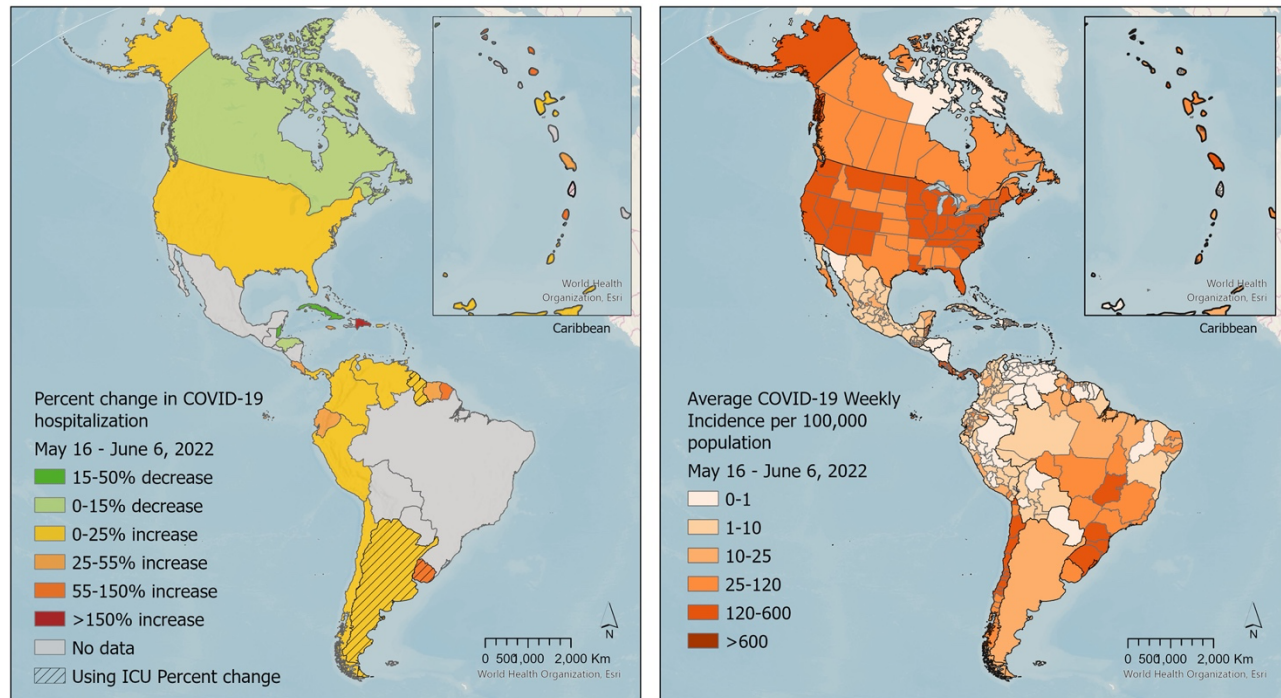 World Health
Organization, Esri
Caribbean
Percent change in COVID-19
hospitalization
May 16 - June 6, 2022
15-50% decrease
0-15% decrease
0-25% increase
25-55% increase
55-150% increase
>150% increase
No data
Using ICU Percent change
N
0 500 1,000 2,000 Km
World Health Organization, Esri
World Health
Organization, Esri
Caribbean
Average COVID-19 Weekly
Incidence per 100,000
population
May 16 - June 6, 2022
0-1
1-10
10-25
25-120
120-600
>600
N
0 500 1,000 2,000 Km
World Health Organization, Esri